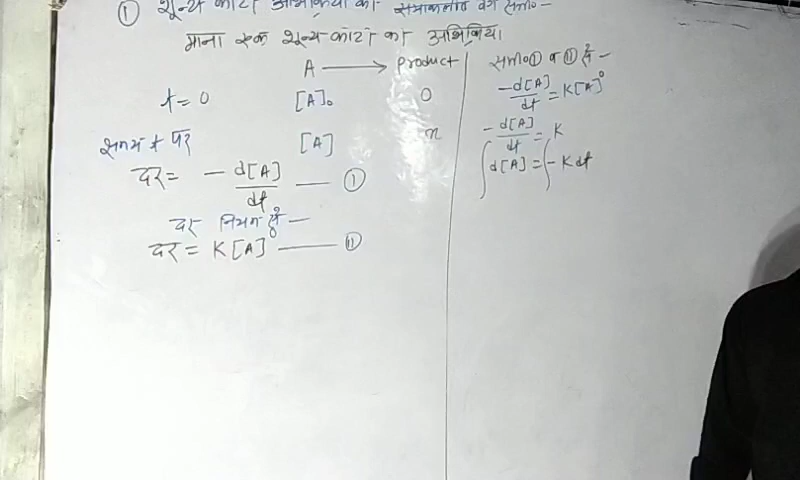 ① शून्य कोटि अभिक्रिया का समाकलित वेग समी०-
माना एक शून्य कोटी का अभिक्रिया
A ⟶ Product
t = 0 [A]₀ 0
समय t पर [A] x
दर = - d[A]/dt — ①
दर नियम से -
दर = K[A]⁰ — ⑪
समी० ① व ⑪ से -
-d[A]/dt = K[A]⁰
-d[A]/dt = K
∫d[A] = ∫-K dt